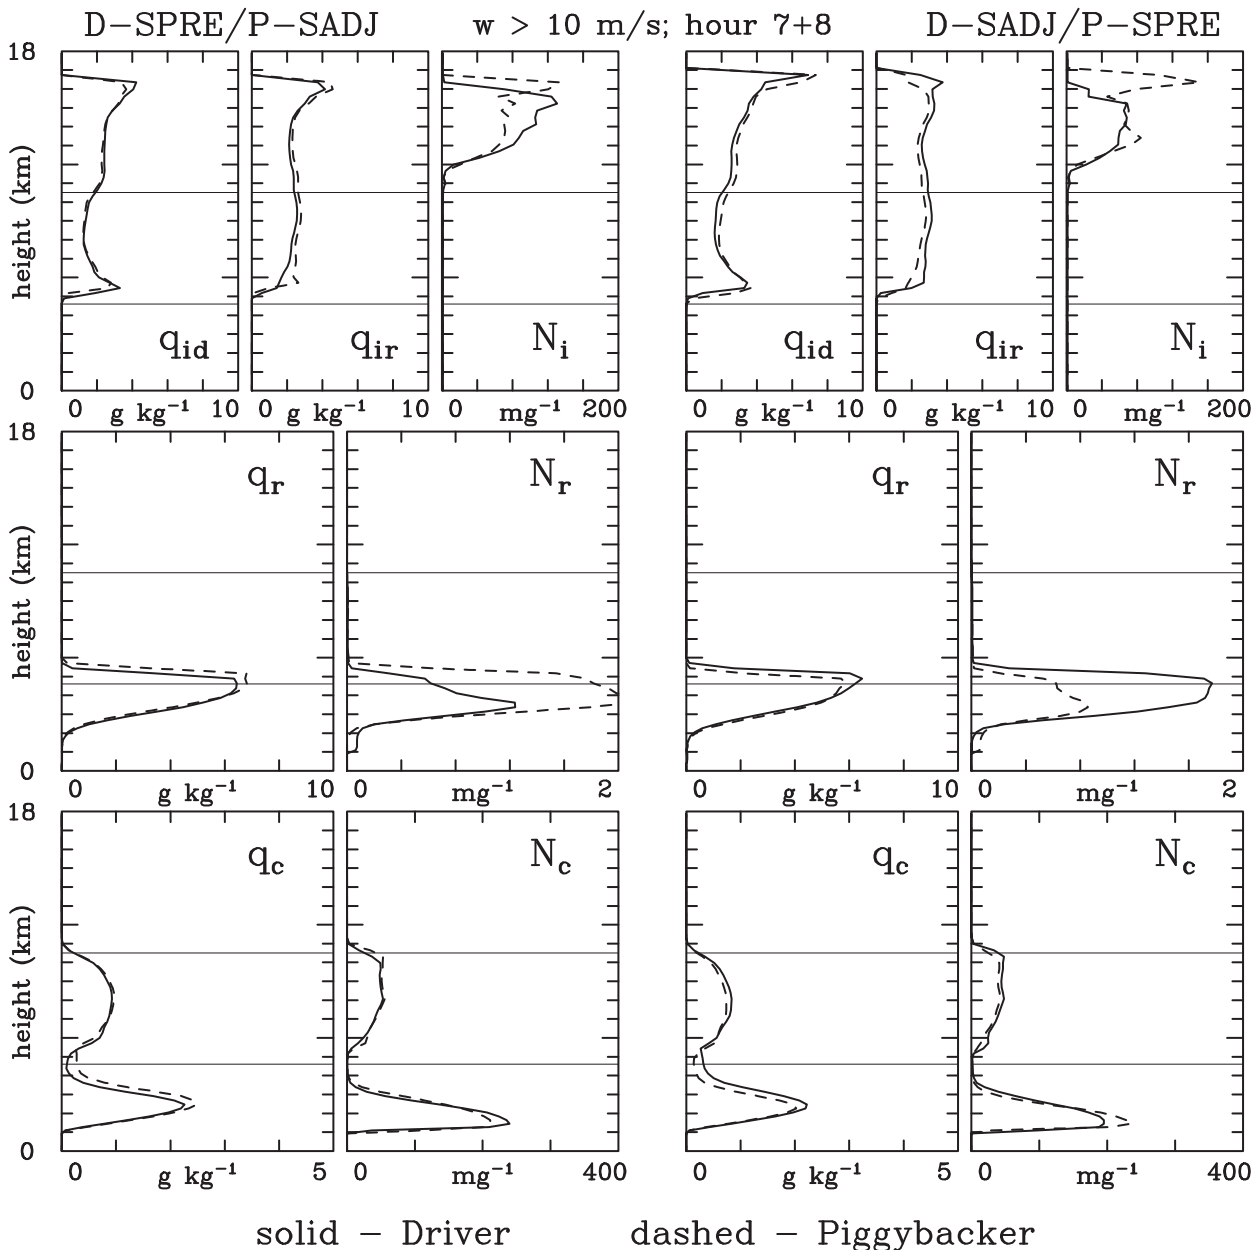 D−SPRE/P−SADJ w > 10 m/s; hour 7+8 D−SADJ/P−SPRE
18 height (km) 0
q_id q_ir N_i q_id q_ir N_i
0 g kg⁻¹ 10 0 g kg⁻¹ 10 0 mg⁻¹ 200 0 g kg⁻¹ 10 0 g kg⁻¹ 10 0 mg⁻¹ 200
18 height (km) 0
q_r N_r q_r N_r
0 g kg⁻¹ 10 0 mg⁻¹ 2 0 g kg⁻¹ 10 0 mg⁻¹ 2
18 height (km) 0
q_c N_c q_c N_c
0 g kg⁻¹ 5 0 mg⁻¹ 400 0 g kg⁻¹ 5 0 mg⁻¹ 400
solid − Driver dashed − Piggybacker